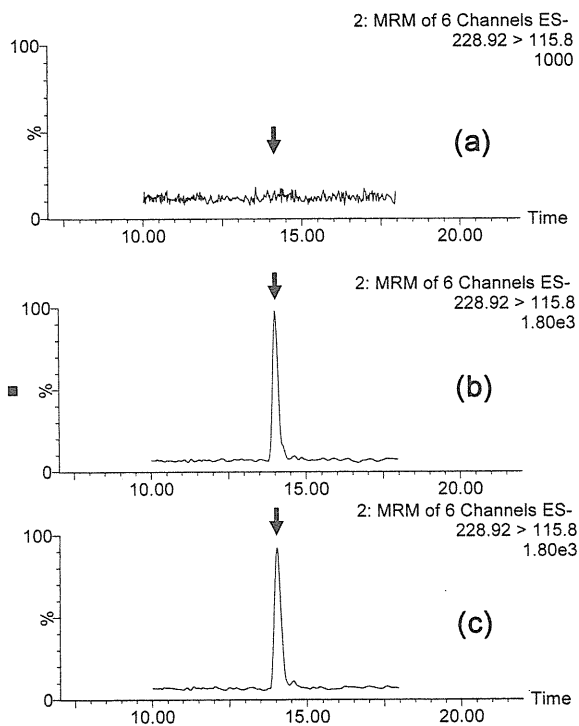 2: MRM of 6 Channels ES-
228.92 > 115.8
1000
100
%
(a)
0
Time
10.00 15.00 20.00
2: MRM of 6 Channels ES-
228.92 > 115.8
1.80e3
100
%
(b)
0
10.00 15.00 20.00
2: MRM of 6 Channels ES-
228.92 > 115.8
1.80e3
100
%
(c)
0
Time
10.00 15.00 20.00